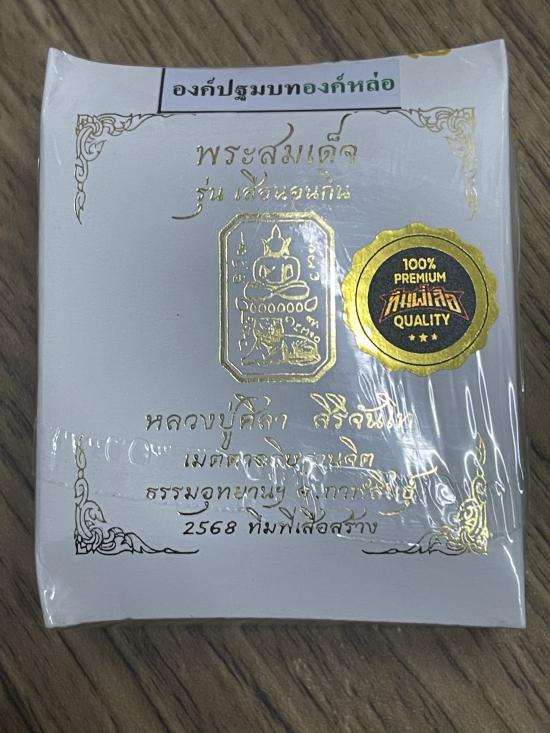 องค์ปฐมบทองค์หล่อ
พระสมเด็จ
รุ่น เสือนอนกิน
100%
PREMIUM
ทีมพี่เสือ
QUALITY
หลวงปู่ศิลา สิริจันโท
เมตตาอธิษฐานจิต
ธรรมอุทยานฯ จ.กาฬสินธุ์
2568 ทีมพี่เสือสร้าง